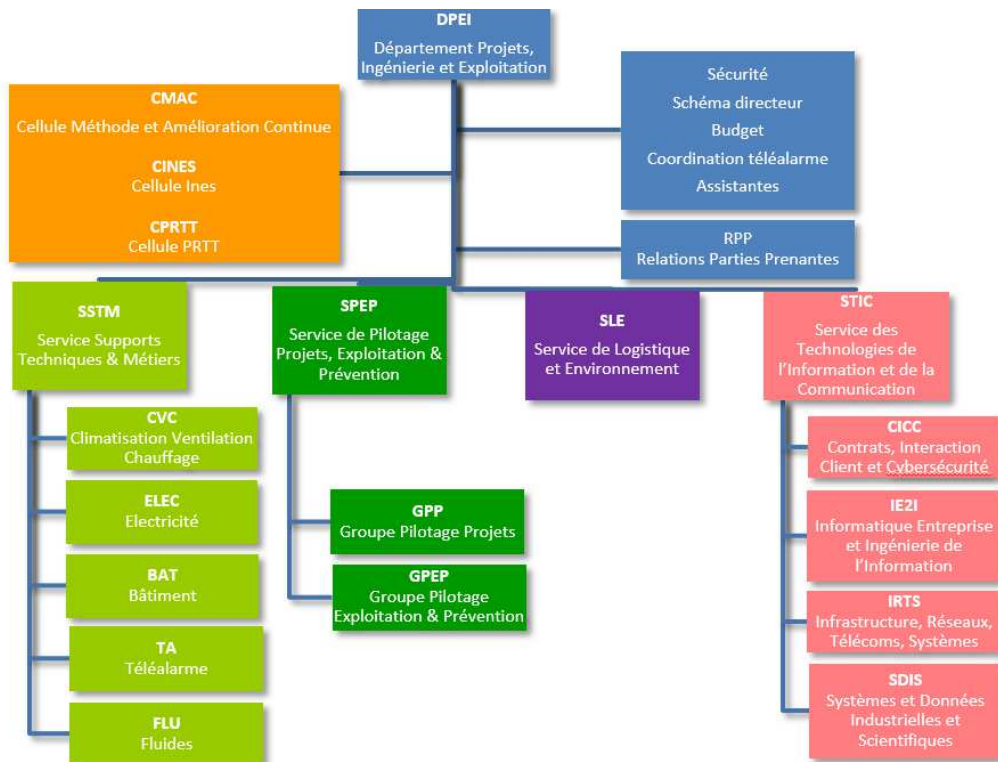 DPEI
Département Projets,
Ingénierie et Exploitation
Sécurité
Schéma directeur
Budget
Coordination téléalarme
Assistantes
CMAC
Cellule Méthode et Amélioration Continue
CINES
Cellule Ines
CPRTT
Cellule PRTT
RPP
Relations Parties Prenantes
SSTM
Service Supports
Techniques & Métiers
SPEP
Service de Pilotage
Projets, Exploitation &
Prévention
SLE
Service de Logistique
et Environnement
STIC
Service des
Technologies de
l’Information et de la
Communication
CVC
Climatisation Ventilation
Chauffage
ELEC
Electricité
BAT
Bâtiment
TA
Téléalarme
FLU
Fluides
GPP
Groupe Pilotage Projets
GPEP
Groupe Pilotage
Exploitation & Prévention
CICC
Contrats, Interaction
Client et Cybersécurité
IE2I
Informatique Entreprise
et Ingénierie de
l’Information
IRTS
Infrastructure, Réseaux,
Télécoms, Systèmes
SDIS
Systèmes et Données
Industrielles et
Scientifiques